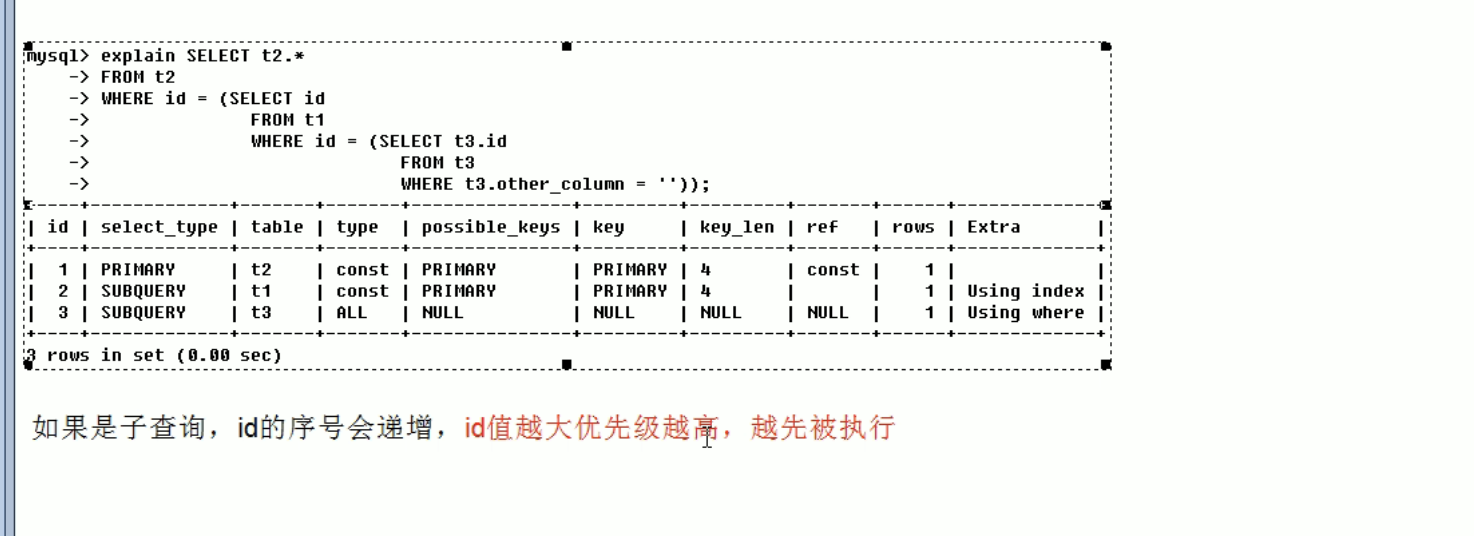 mysql> explain SELECT t2.*
    -> FROM t2
    -> WHERE id = (SELECT id
    ->             FROM t1
    ->             WHERE id = (SELECT t3.id
    ->                         FROM t3
    ->                         WHERE t3.other_column = ''));
| id | select_type | table | type | possible_keys | key | key_len | ref | rows | Extra |
| 1 | PRIMARY | t2 | const | PRIMARY | PRIMARY | 4 | const | 1 | |
| 2 | SUBQUERY | t1 | const | PRIMARY | PRIMARY | 4 | | 1 | Using index |
| 3 | SUBQUERY | t3 | ALL | NULL | NULL | NULL | NULL | 1 | Using where |
3 rows in set (0.00 sec)
如果是子查询，id的序号会递增，id值越大优先级越高，越先被执行